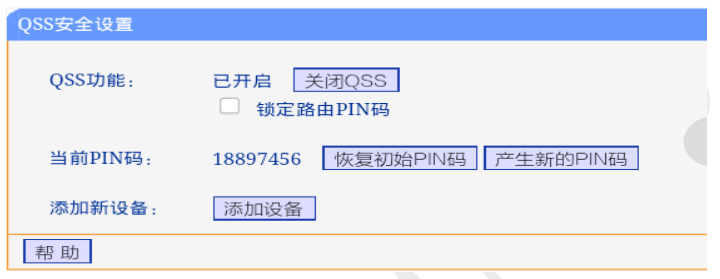 QSS安全设置
QSS功能： 已开启 关闭QSS
锁定路由PIN码
当前PIN码： 18897456 恢复初始PIN码 产生新的PIN码
添加新设备： 添加设备
帮 助